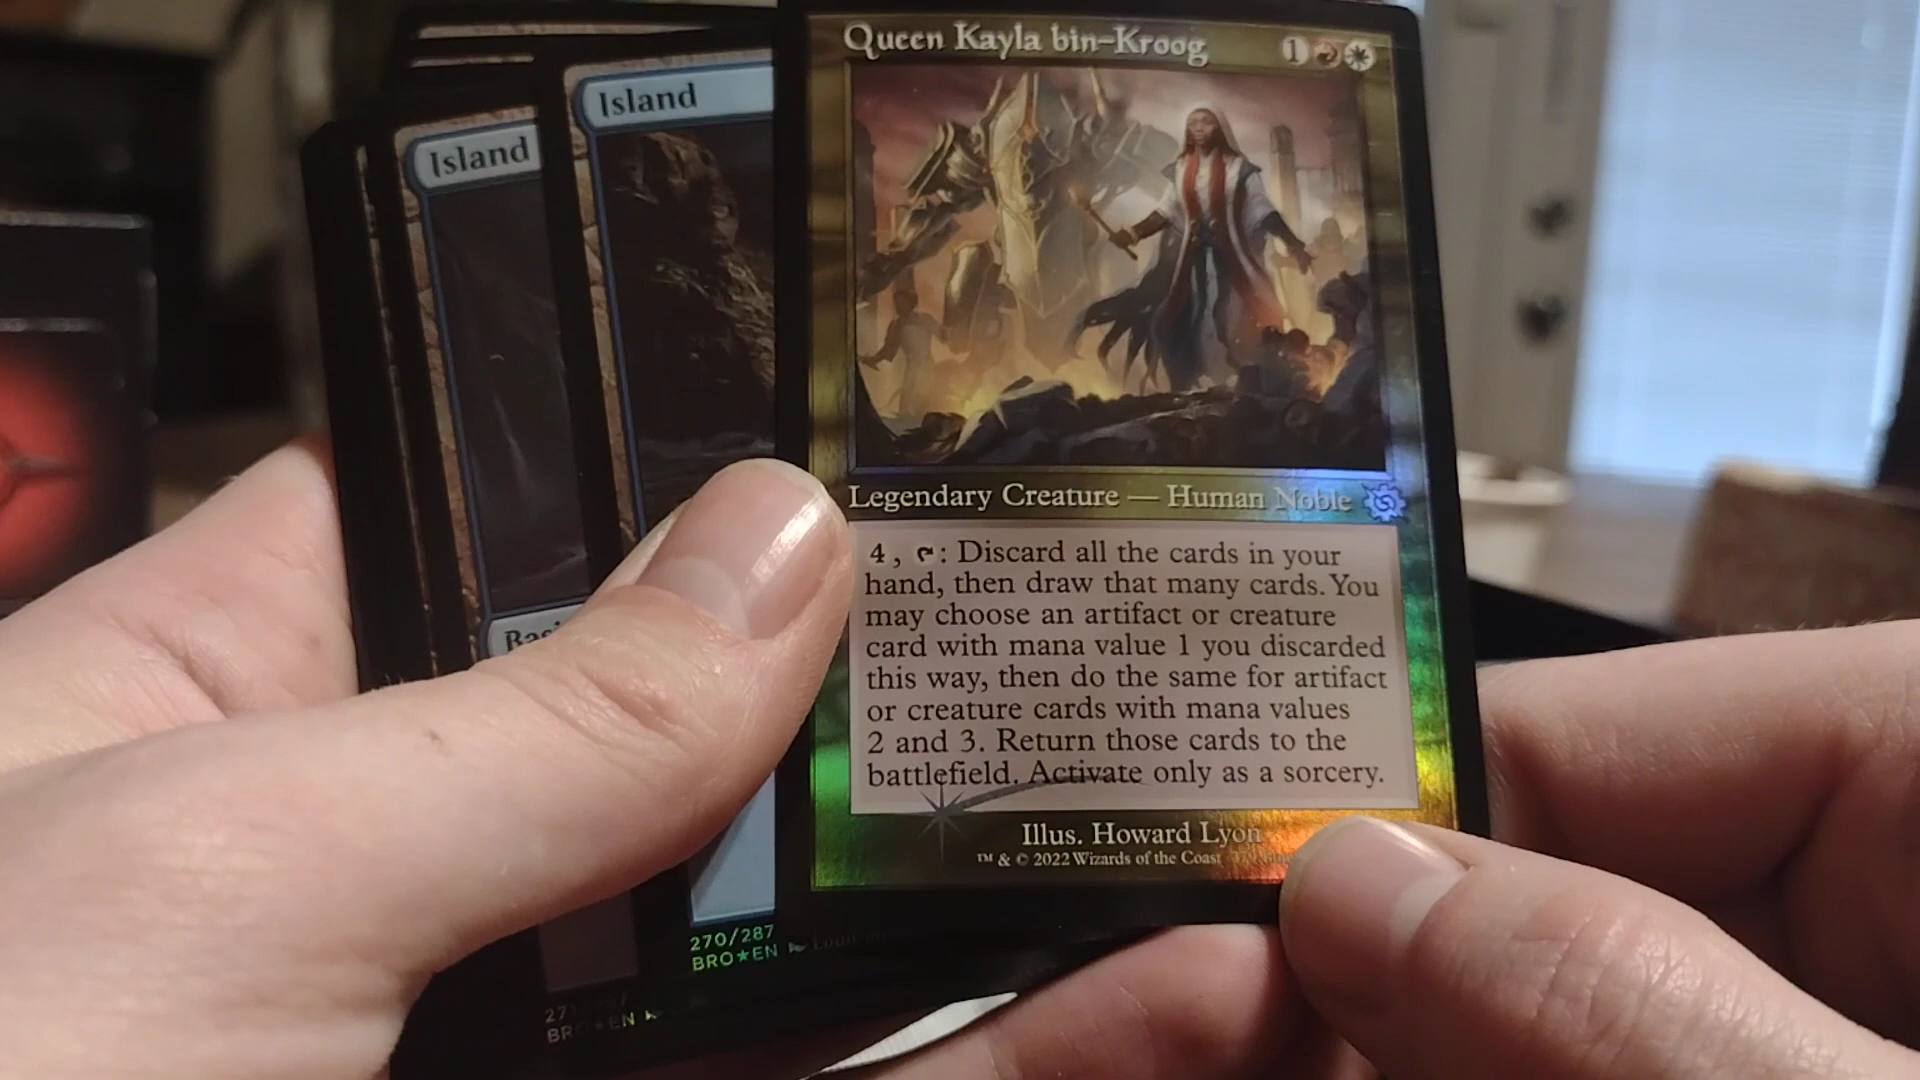 Queen Kayla bin-Kroog 1
Island
Island
Legendary Creature — Human Noble
4, : Discard all the cards in your
hand, then draw that many cards. You
may choose an artifact or creature
card with mana value 1 you discarded
this way, then do the same for artifact
or creature cards with mana values
2 and 3. Return those cards to the
battlefield. Activate only as a sorcery.
Illus. Howard Lyon
™ & © 2022 Wizards of the Coast
270/287
BRO★EN
BRO★EN